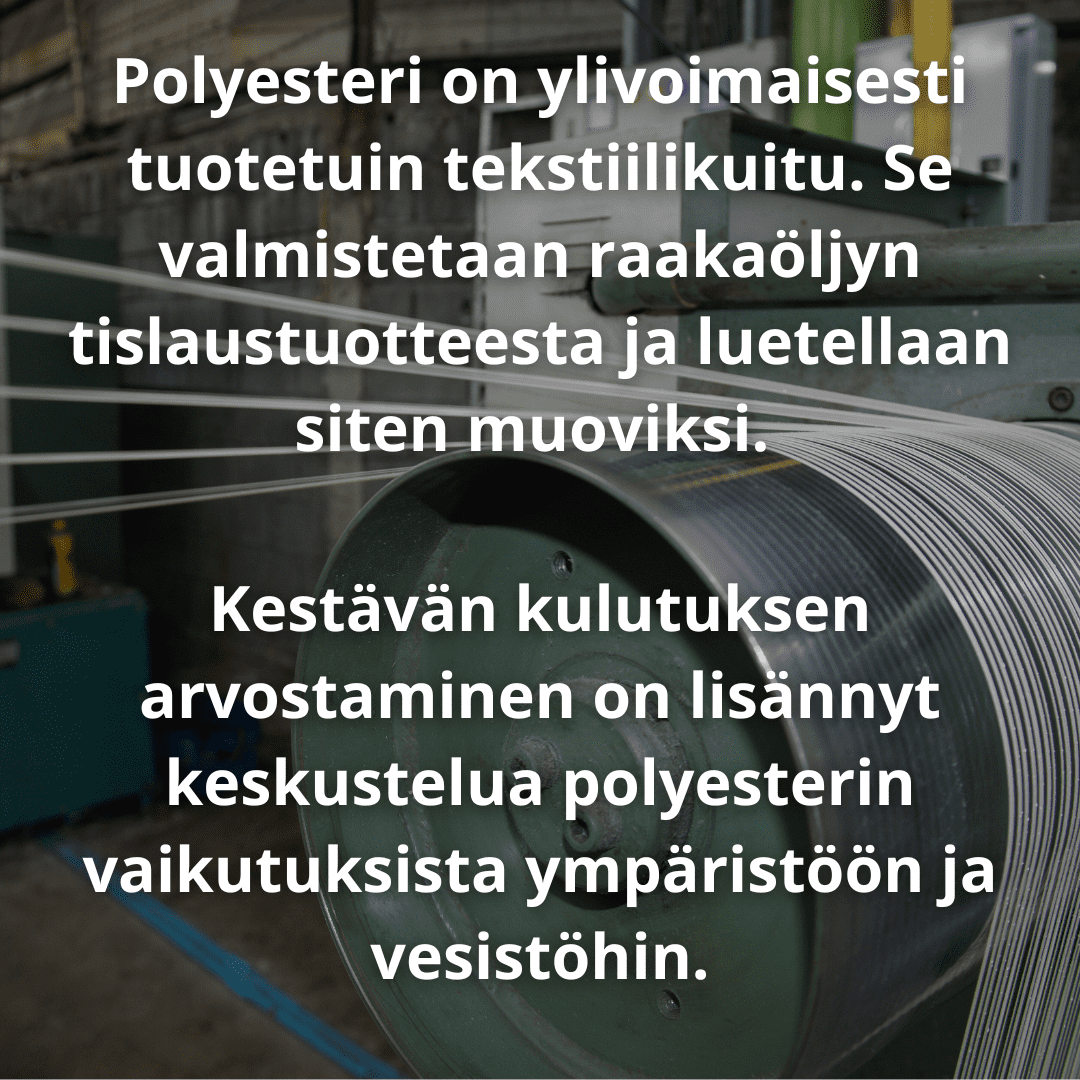 Polyesteri on ylivoimaisesti
tuotetuin tekstiilikuitu. Se
valmistetaan raakaöljyn
tislaustuotteesta ja luetellaan
siten muoviksi.
Kestävän kulutuksen
arvostaminen on lisännyt
keskustelua polyesterin
vaikutuksista ympäristöön ja
vesistöhin.